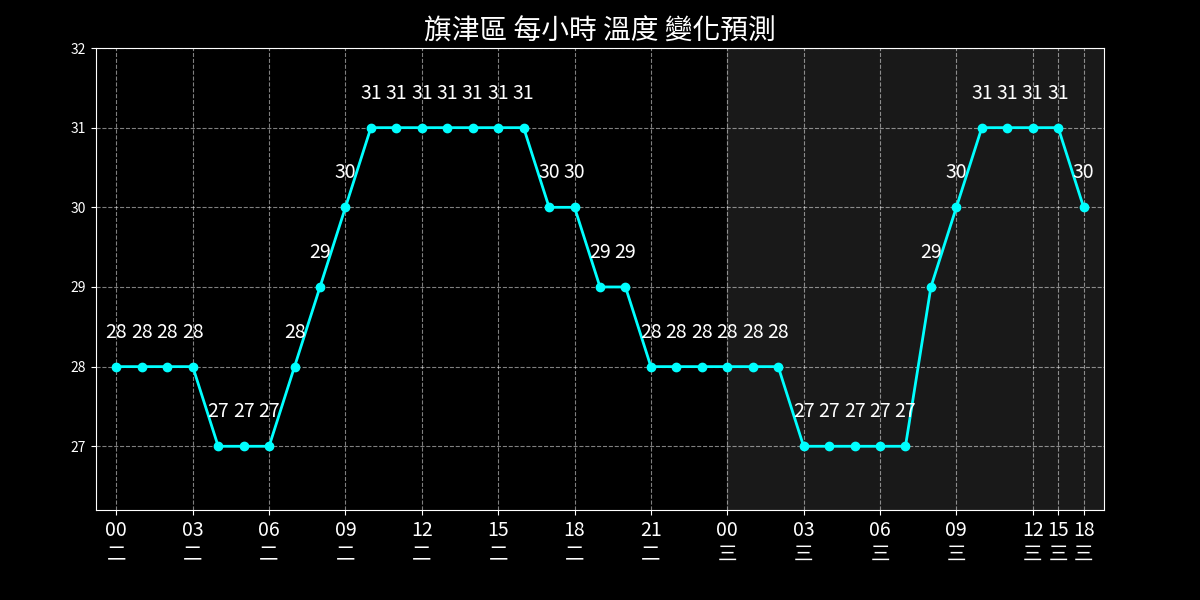 旗津區 每小時 溫度 變化預測
32
31 31 31 31 31 31 31 31 31 31 31
31
30 30 30 30 30
30
29 29 29 29
29
28 28 28 28 28 28 28 28 28 28 28
28
27 27 27 27 27 27 27 27
27
00 03 06 09 12 15 18 21 00 03 06 09 12 15 18
二 二 二 二 二 二 二 二 三 三 三 三 三 三 三